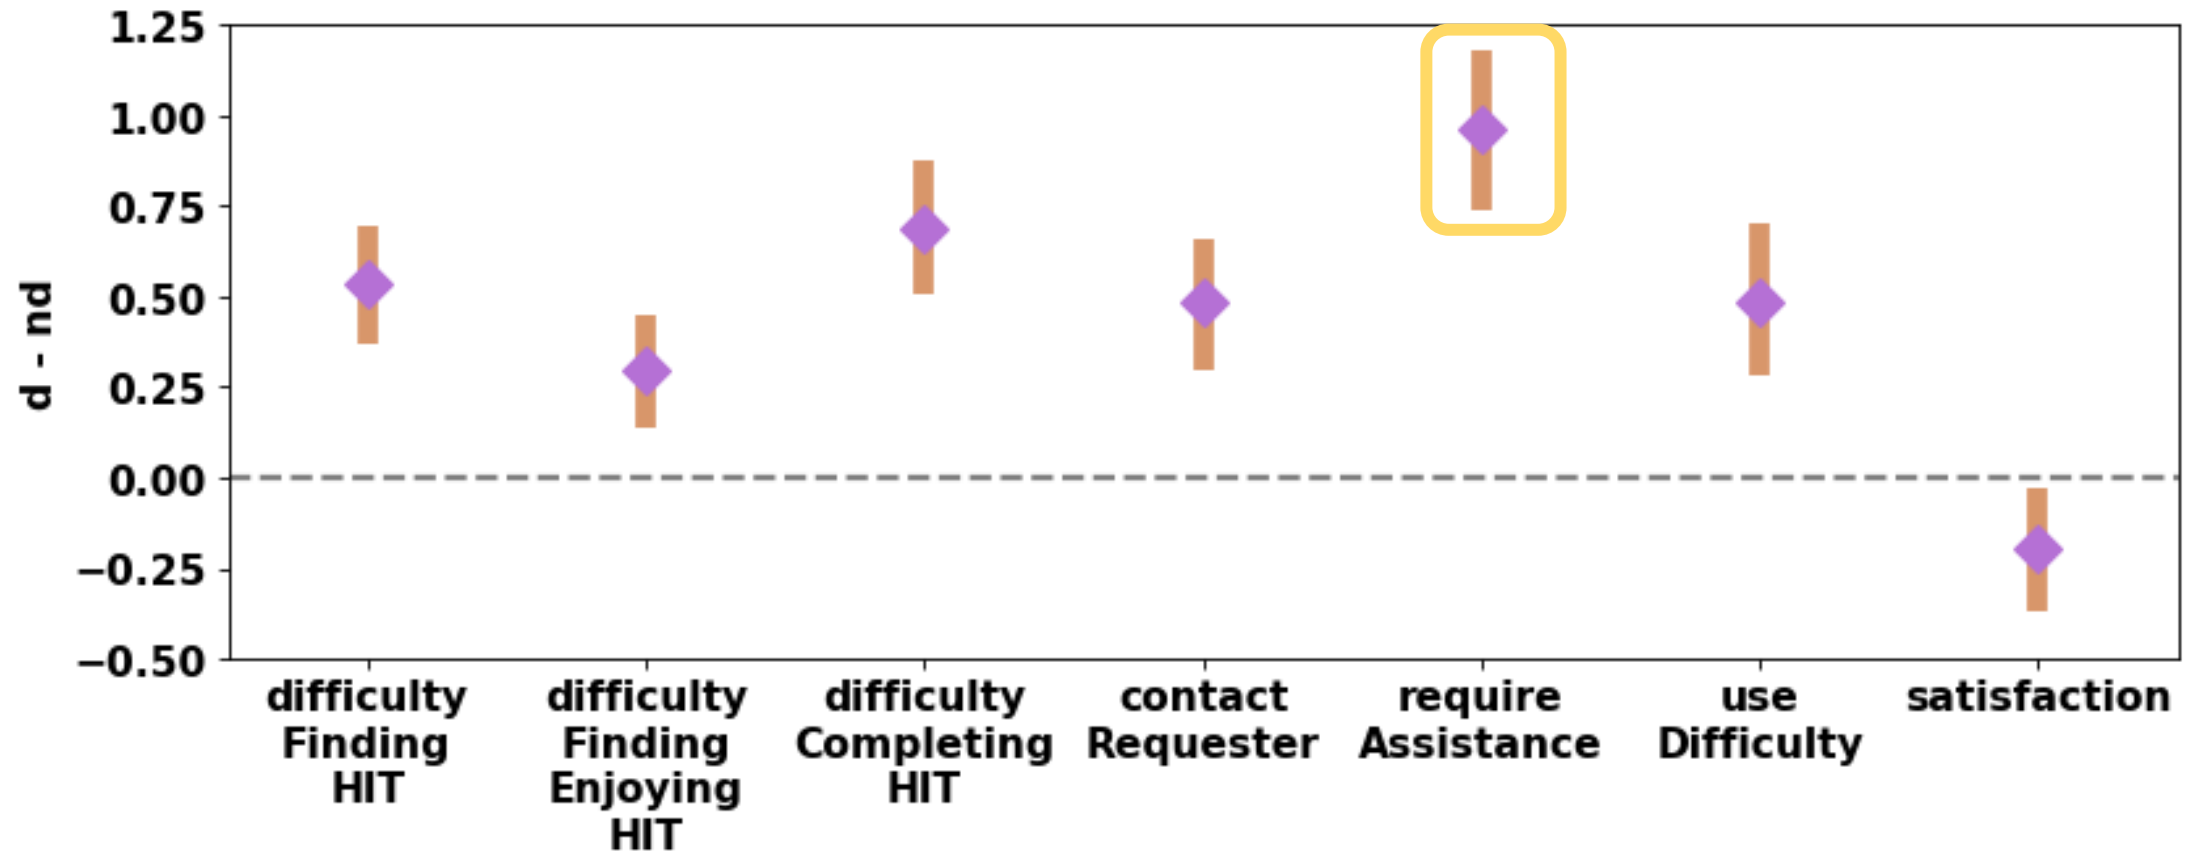 1.25
1.00
0.75
0.50
0.25
0.00
−0.25
−0.50
d - nd
difficulty
Finding
HIT
difficulty
Finding
Enjoying
HIT
difficulty
Completing
HIT
contact
Requester
require
Assistance
use
Difficulty
satisfaction